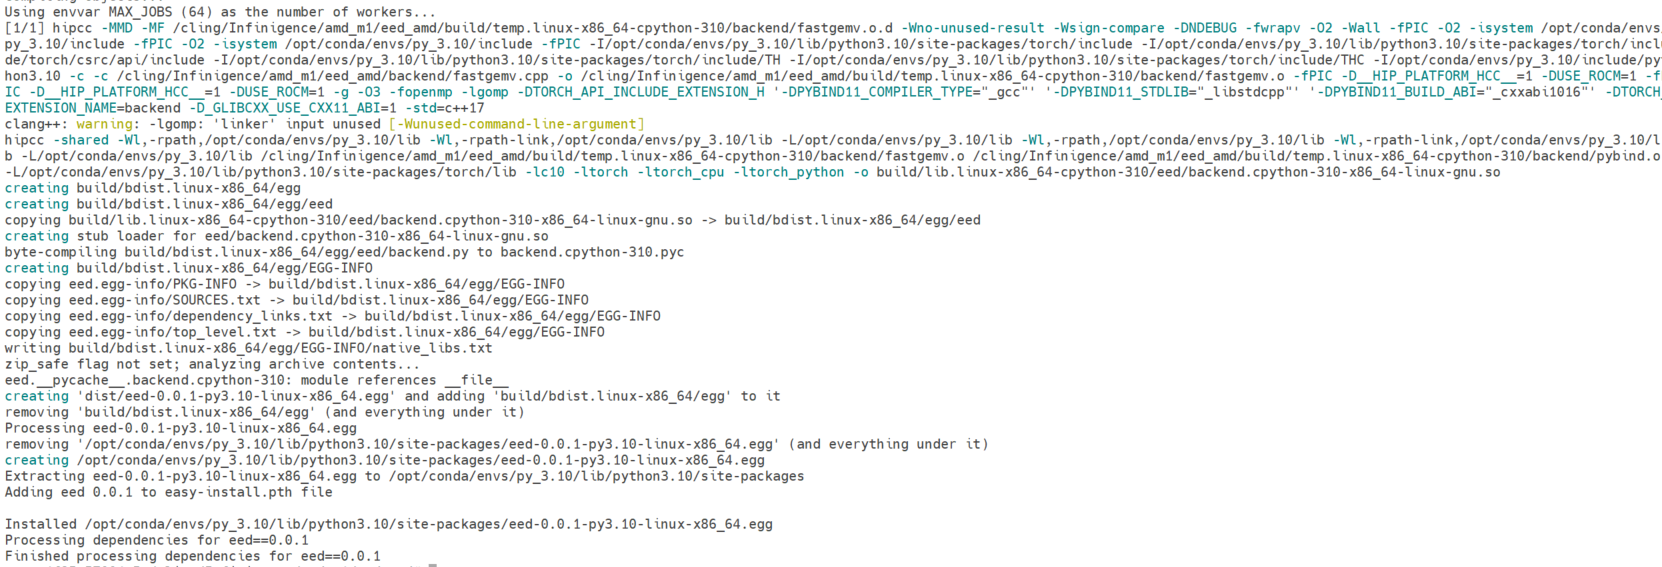 Using envvar MAX_JOBS (64) as the number of workers...
[1/1] hipcc -MMD -MF /cling/Infinigence/amd_m1/eed_amd/build/temp.linux-x86_64-cpython-310/backend/fastgemv.o.d -Wno-unused-result -Wsign-compare -DNDEBUG -fwrapv -O2 -Wall -fPIC -O2 -isystem /opt/conda/envs
py_3.10/include -fPIC -O2 -isystem /opt/conda/envs/py_3.10/include -fPIC -I/opt/conda/envs/py_3.10/lib/python3.10/site-packages/torch/include -I/opt/conda/envs/py_3.10/lib/python3.10/site-packages/torch/incl
de/torch/csrc/api/include -I/opt/conda/envs/py_3.10/lib/python3.10/site-packages/torch/include/TH -I/opt/conda/envs/py_3.10/lib/python3.10/site-packages/torch/include/THC -I/opt/conda/envs/py_3.10/include/py
hon3.10 -c -c /cling/Infinigence/amd_m1/eed_amd/backend/fastgemv.cpp -o /cling/Infinigence/amd_m1/eed_amd/build/temp.linux-x86_64-cpython-310/backend/fastgemv.o -fPIC -D__HIP_PLATFORM_HCC__=1 -DUSE_ROCM=1 -f
IC -D__HIP_PLATFORM_HCC__=1 -DUSE_ROCM=1 -g -O3 -fopenmp -lgomp -DTORCH_API_INCLUDE_EXTENSION_H '-DPYBIND11_COMPILER_TYPE="_gcc"' '-DPYBIND11_STDLIB="_libstdcpp"' '-DPYBIND11_BUILD_ABI="_cxxabi1016"' -DTORCH_
EXTENSION_NAME=backend -D_GLIBCXX_USE_CXX11_ABI=1 -std=c++17
clang++: warning: -lgomp: 'linker' input unused [-Wunused-command-line-argument]
hipcc -shared -Wl,-rpath,/opt/conda/envs/py_3.10/lib -Wl,-rpath-link,/opt/conda/envs/py_3.10/lib -L/opt/conda/envs/py_3.10/lib -Wl,-rpath,/opt/conda/envs/py_3.10/lib -Wl,-rpath-link,/opt/conda/envs/py_3.10/l
b -L/opt/conda/envs/py_3.10/lib /cling/Infinigence/amd_m1/eed_amd/build/temp.linux-x86_64-cpython-310/backend/fastgemv.o /cling/Infinigence/amd_m1/eed_amd/build/temp.linux-x86_64-cpython-310/backend/pybind.o
-L/opt/conda/envs/py_3.10/lib/python3.10/site-packages/torch/lib -lc10 -ltorch -ltorch_cpu -ltorch_python -o build/lib.linux-x86_64-cpython-310/eed/backend.cpython-310-x86_64-linux-gnu.so
creating build/bdist.linux-x86_64/egg
creating build/bdist.linux-x86_64/egg/eed
copying build/lib.linux-x86_64-cpython-310/eed/backend.cpython-310-x86_64-linux-gnu.so -> build/bdist.linux-x86_64/egg/eed
creating stub loader for eed/backend.cpython-310-x86_64-linux-gnu.so
byte-compiling build/bdist.linux-x86_64/egg/eed/backend.py to backend.cpython-310.pyc
creating build/bdist.linux-x86_64/egg/EGG-INFO
copying eed.egg-info/PKG-INFO -> build/bdist.linux-x86_64/egg/EGG-INFO
copying eed.egg-info/SOURCES.txt -> build/bdist.linux-x86_64/egg/EGG-INFO
copying eed.egg-info/dependency_links.txt -> build/bdist.linux-x86_64/egg/EGG-INFO
copying eed.egg-info/top_level.txt -> build/bdist.linux-x86_64/egg/EGG-INFO
writing build/bdist.linux-x86_64/egg/EGG-INFO/native_libs.txt
zip_safe flag not set; analyzing archive contents...
eed.__pycache__.backend.cpython-310: module references __file__
creating 'dist/eed-0.0.1-py3.10-linux-x86_64.egg' and adding 'build/bdist.linux-x86_64/egg' to it
removing 'build/bdist.linux-x86_64/egg' (and everything under it)
Processing eed-0.0.1-py3.10-linux-x86_64.egg
removing '/opt/conda/envs/py_3.10/lib/python3.10/site-packages/eed-0.0.1-py3.10-linux-x86_64.egg' (and everything under it)
creating /opt/conda/envs/py_3.10/lib/python3.10/site-packages/eed-0.0.1-py3.10-linux-x86_64.egg
Extracting eed-0.0.1-py3.10-linux-x86_64.egg to /opt/conda/envs/py_3.10/lib/python3.10/site-packages
Adding eed 0.0.1 to easy-install.pth file
Installed /opt/conda/envs/py_3.10/lib/python3.10/site-packages/eed-0.0.1-py3.10-linux-x86_64.egg
Processing dependencies for eed==0.0.1
Finished processing dependencies for eed==0.0.1